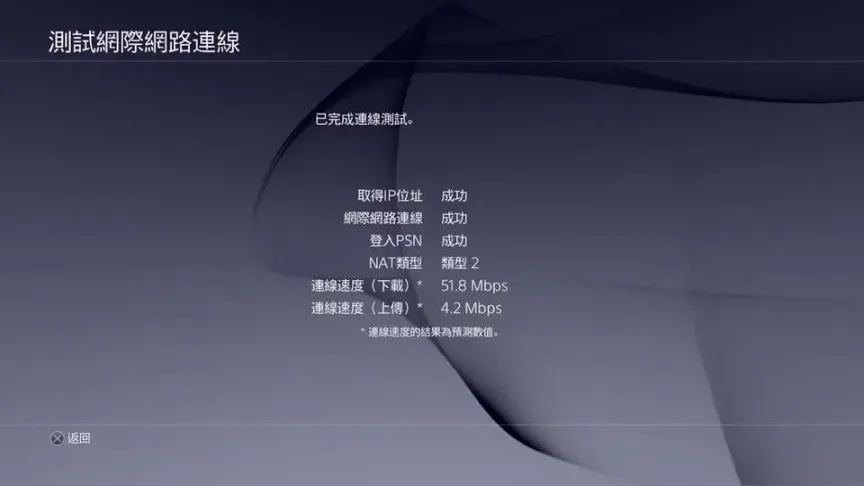 測試網際網路連線
已完成連線測試。
取得IP位址 成功
網際網路連線 成功
登入PSN 成功
NAT類型 類型 2
連線速度（下載）* 51.8 Mbps
連線速度（上傳）* 4.2 Mbps
* 連線速度的結果為預測數值。
返回